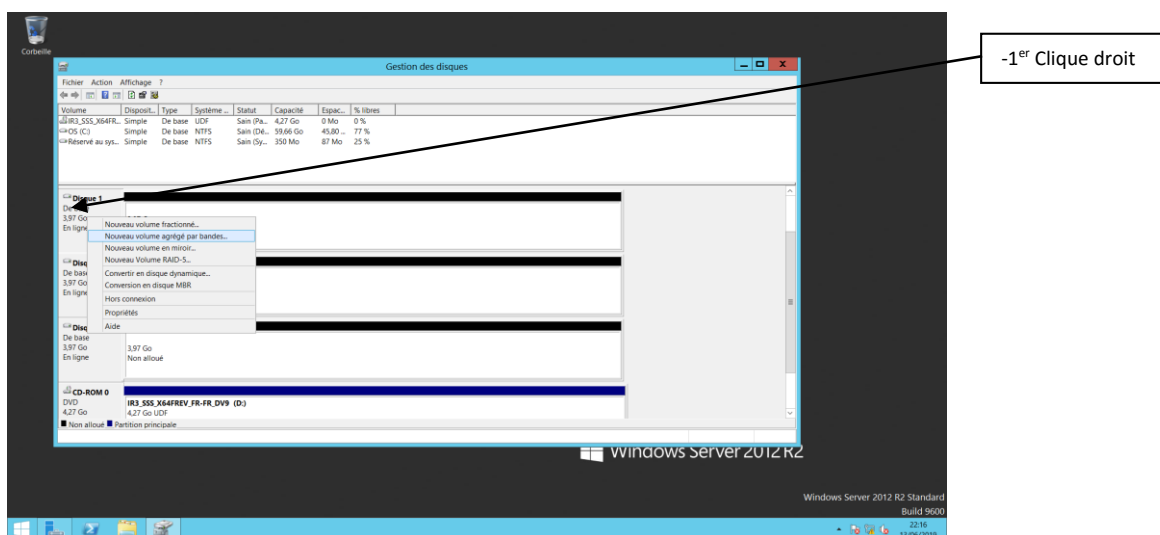 Corbeille
-1er Clique droit
Gestion des disques
Fichier Action Affichage ?
Volume Disposit... Type Système ... Statut Capacité Espac... % libres
IR3_SSS_X64FR... Simple De base UDF Sain (Pa... 4,27 Go 0 Mo 0 %
OS (C:) Simple De base NTFS Sain (Dé... 59,66 Go 45,80 ... 77 %
Réservé au sys... Simple De base NTFS Sain (Sy... 350 Mo 87 Mo 25 %
Disque 1
3,97 Go
En ligne
Nouveau volume fractionné...
Nouveau volume agrégé par bandes...
Nouveau volume en miroir...
Nouveau Volume RAID-5...
Convertir en disque dynamique...
Conversion en disque MBR
Hors connexion
Propriétés
Aide
Disq
De base
3,97 Go
En ligne
Disq
De base
3,97 Go
En ligne
3,97 Go
Non alloué
CD-ROM 0
DVD
4,27 Go
IR3_SSS_X64FREV_FR-FR_DV9 (D:)
4,27 Go UDF
Non alloué Partition principale
Windows Server 2012 R2
Windows Server 2012 R2 Standard
Build 9600
22:16